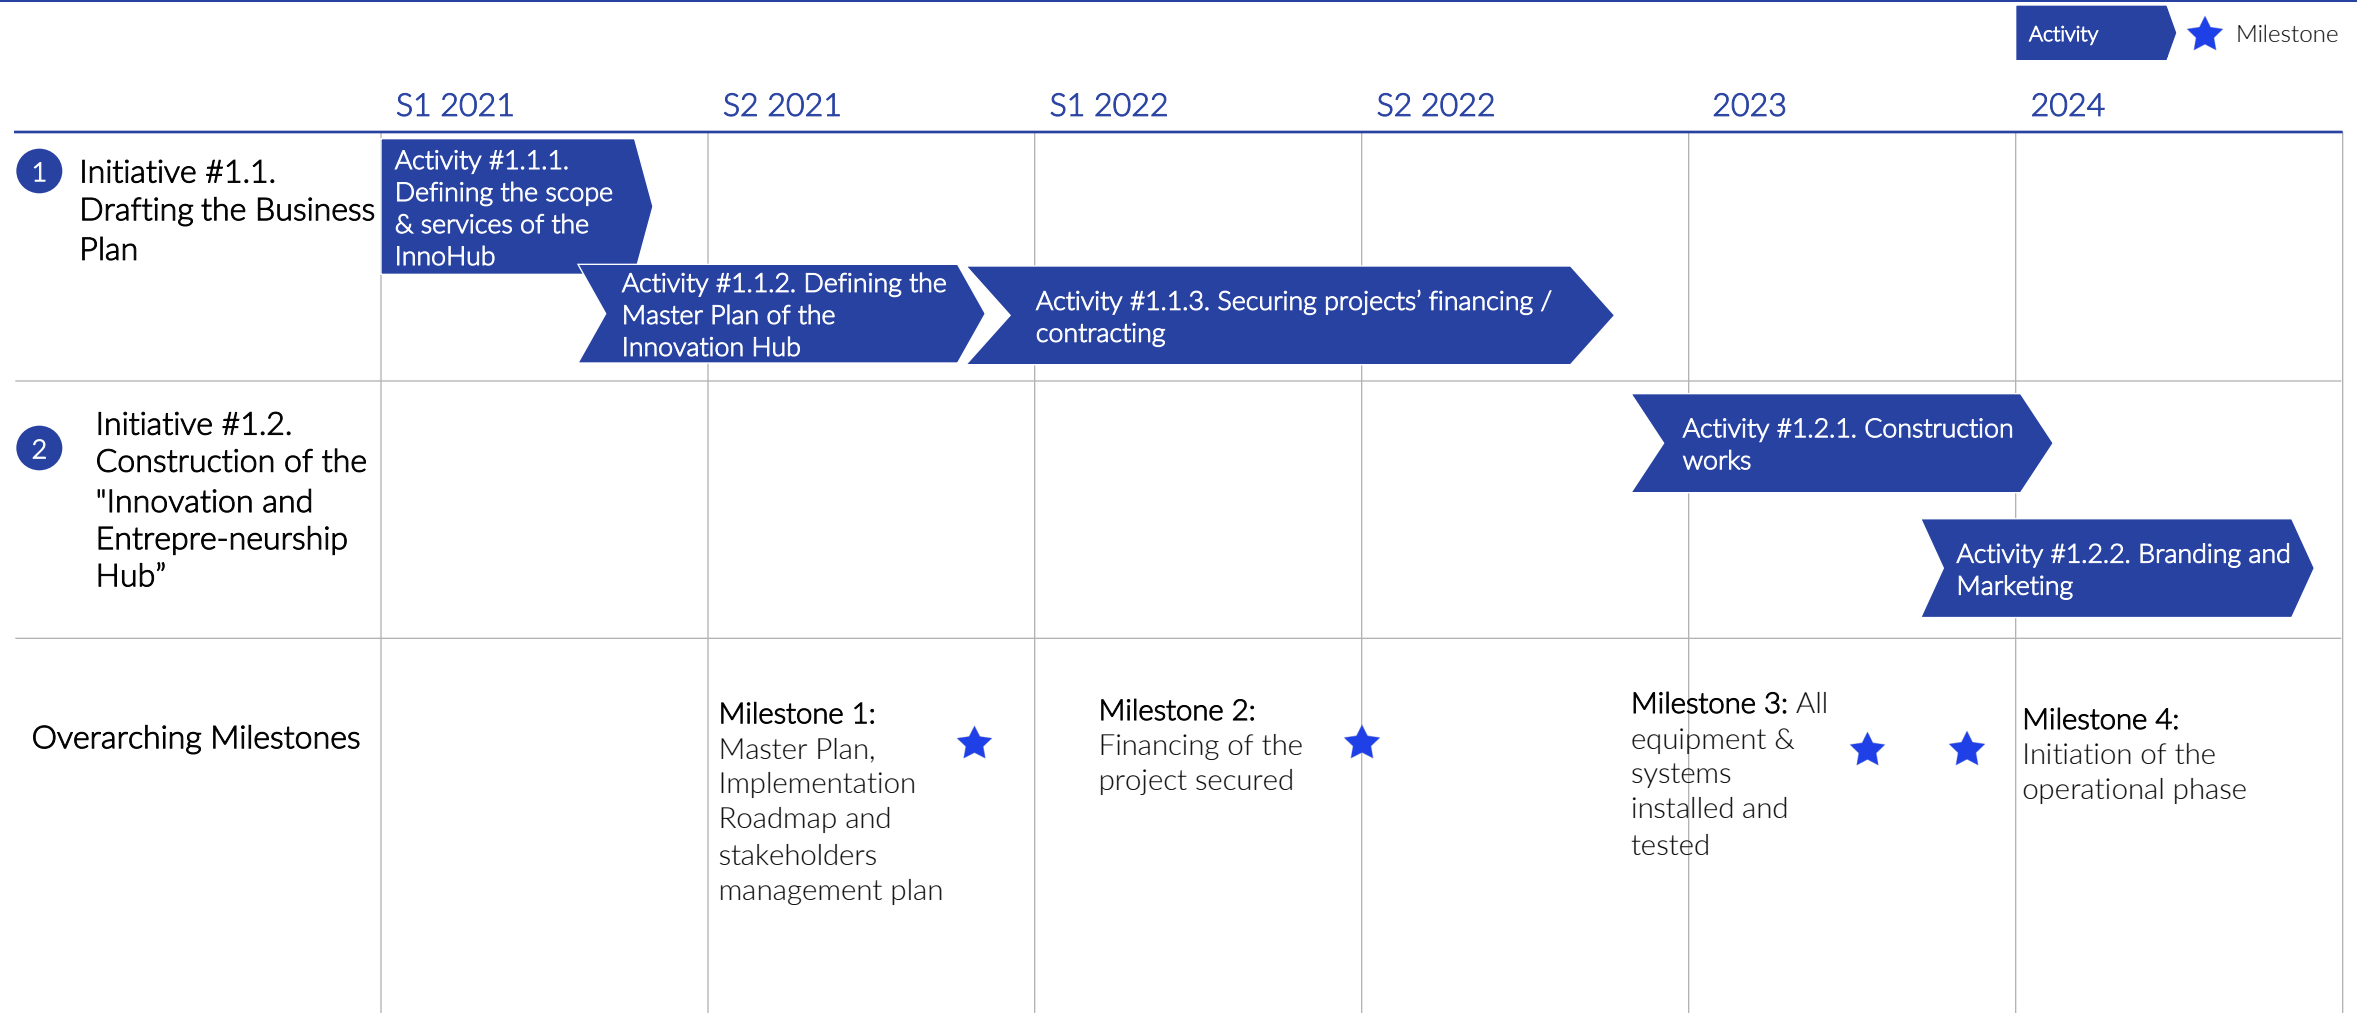 Activity
Milestone
S1 2021
S2 2021
S1 2022
S2 2022
2023
2024
1
Initiative #1.1.
Drafting the Business
Plan
Activity #1.1.1.
Defining the scope
& services of the
InnoHub
Activity #1.1.2. Defining the
Master Plan of the
Innovation Hub
Activity #1.1.3. Securing projects’ financing /
contracting
2
Initiative #1.2.
Construction of the
"Innovation and
Entrepre-neurship
Hub”
Activity #1.2.1. Construction
works
Activity #1.2.2. Branding and
Marketing
Overarching Milestones
Milestone 1:
Master Plan,
Implementation
Roadmap and
stakeholders
management plan
Milestone 2:
Financing of the
project secured
Milestone 3: All
equipment &
systems
installed and
tested
Milestone 4:
Initiation of the
operational phase